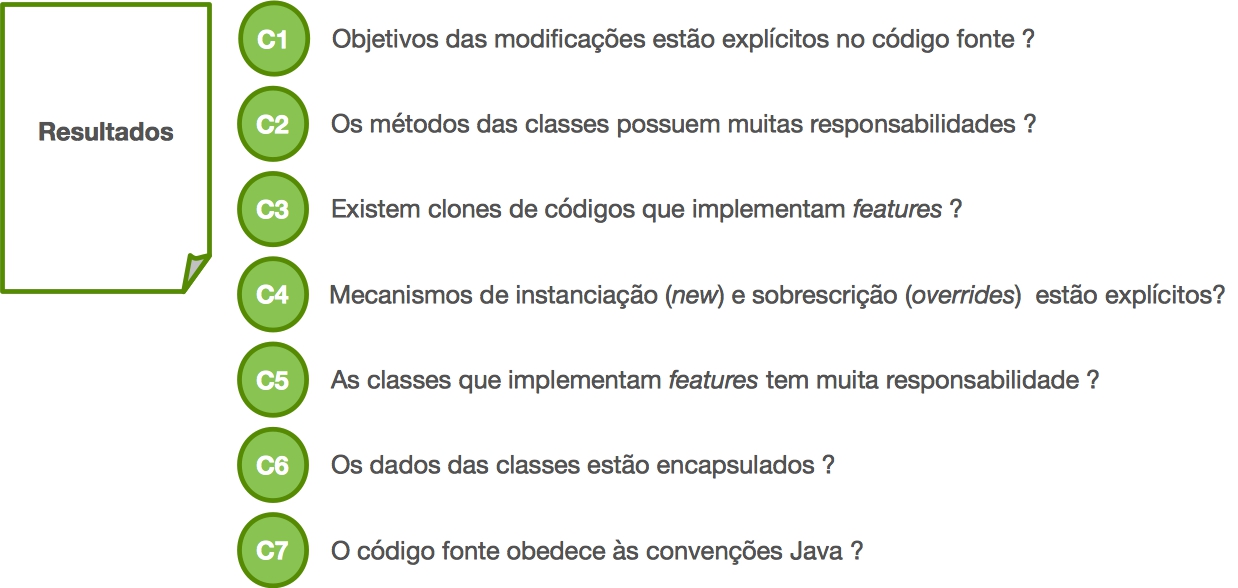 Resultados
C1 Objetivos das modificações estão explícitos no código fonte ?
C2 Os métodos das classes possuem muitas responsabilidades ?
C3 Existem clones de códigos que implementam features ?
C4 Mecanismos de instanciação (new) e sobrescrição (overrides) estão explícitos?
C5 As classes que implementam features tem muita responsabilidade ?
C6 Os dados das classes estão encapsulados ?
C7 O código fonte obedece às convenções Java ?